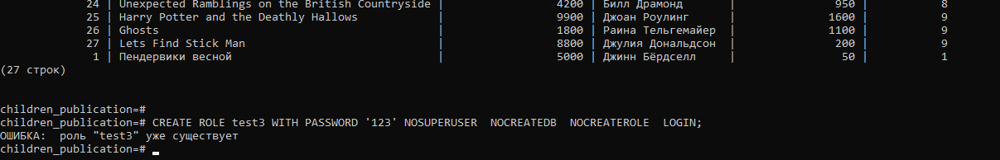 24 | Unexpected Ramblings on the British Countryside | 4200 | Билл Драмонд | 950 | 8
25 | Harry Potter and the Deathly Hallows | 9900 | Джоан Роулинг | 1600 | 9
26 | Ghosts | 1800 | Раина Тельгемайер | 1100 | 9
27 | Lets Find Stick Man | 8800 | Джулия Дональдсон | 200 | 9
1 | Пендервики весной | 5000 | Джинн Бёрдселл | 50 | 1
(27 строк)
children_publication=#
children_publication=# CREATE ROLE test3 WITH PASSWORD '123' NOSUPERUSER  NOCREATEDB  NOCREATEROLE  LOGIN;
ОШИБКА:  роль "test3" уже существует
children_publication=#